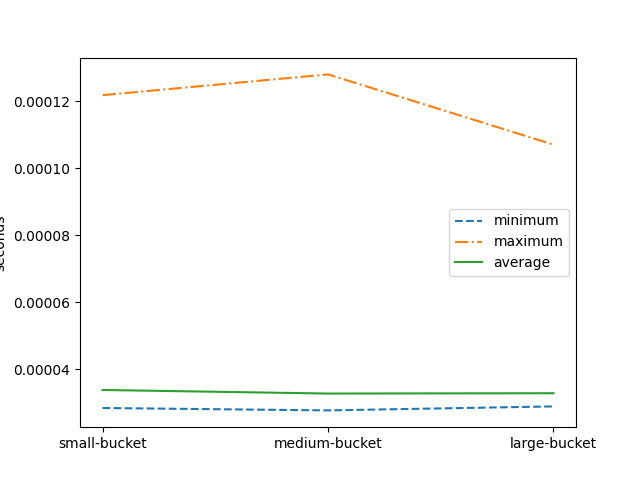 seconds
0.00012
0.00010
0.00008
0.00006
0.00004
minimum
maximum
average
small-bucket
medium-bucket
large-bucket